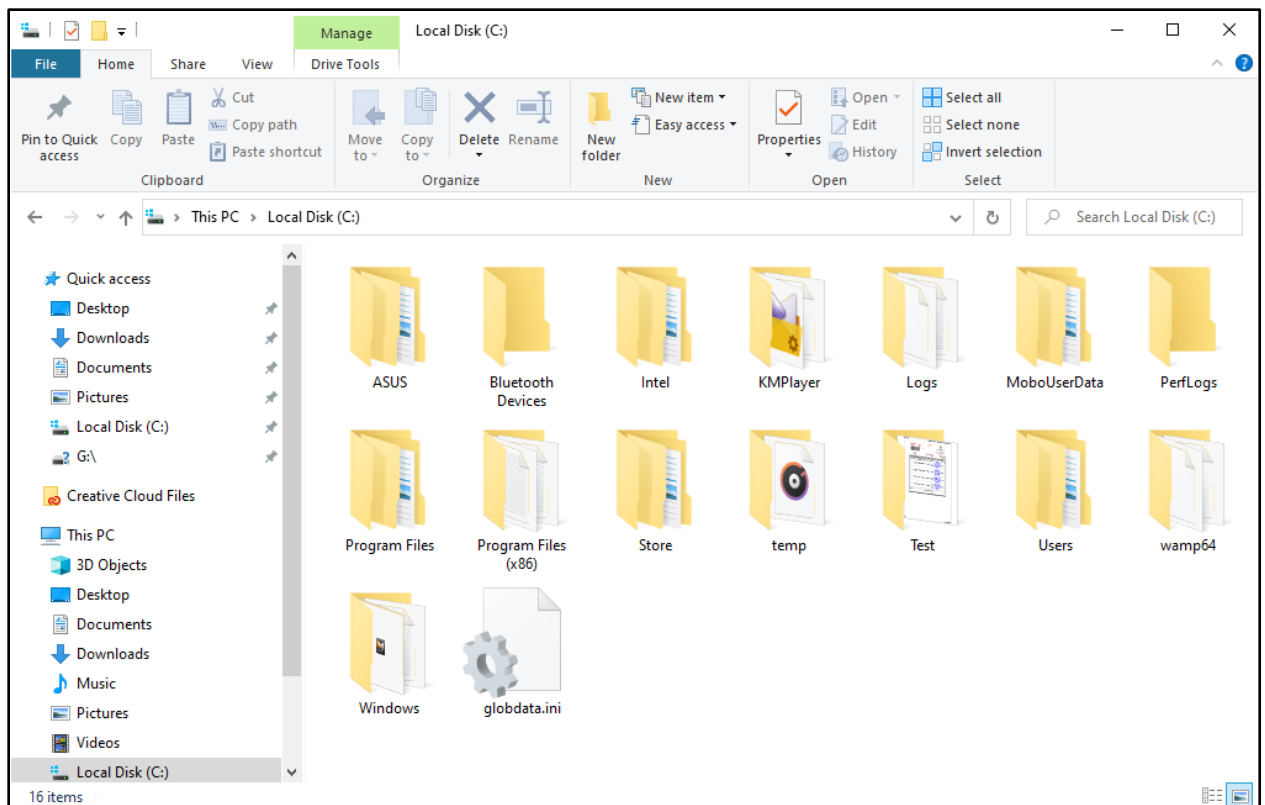 Manage
Local Disk (C:)
File
Home
Share
View
Drive Tools
Pin to Quick
access
Copy
Paste
Cut
Copy path
Paste shortcut
Clipboard
Move
to
Copy
to
Delete
Rename
Organize
New
folder
New item
Easy access
New
Properties
Open
Edit
History
Open
Select all
Select none
Invert selection
Select
This PC
Local Disk (C:)
Search Local Disk (C:)
Quick access
Desktop
Downloads
Documents
Pictures
Local Disk (C:)
G:\
Creative Cloud Files
This PC
3D Objects
Desktop
Documents
Downloads
Music
Pictures
Videos
Local Disk (C:)
ASUS
Bluetooth
Devices
Intel
KMPlayer
Logs
MoboUserData
PerfLogs
Program Files
Program Files
(x86)
Store
temp
Test
Users
wamp64
Windows
globdata.ini
16 items